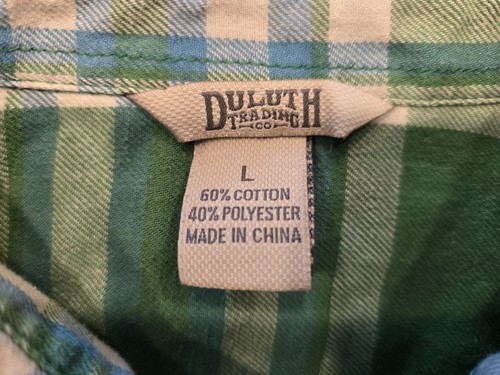 DULUTH
TRADING
CO
L
60% COTTON
40% POLYESTER
MADE IN CHINA